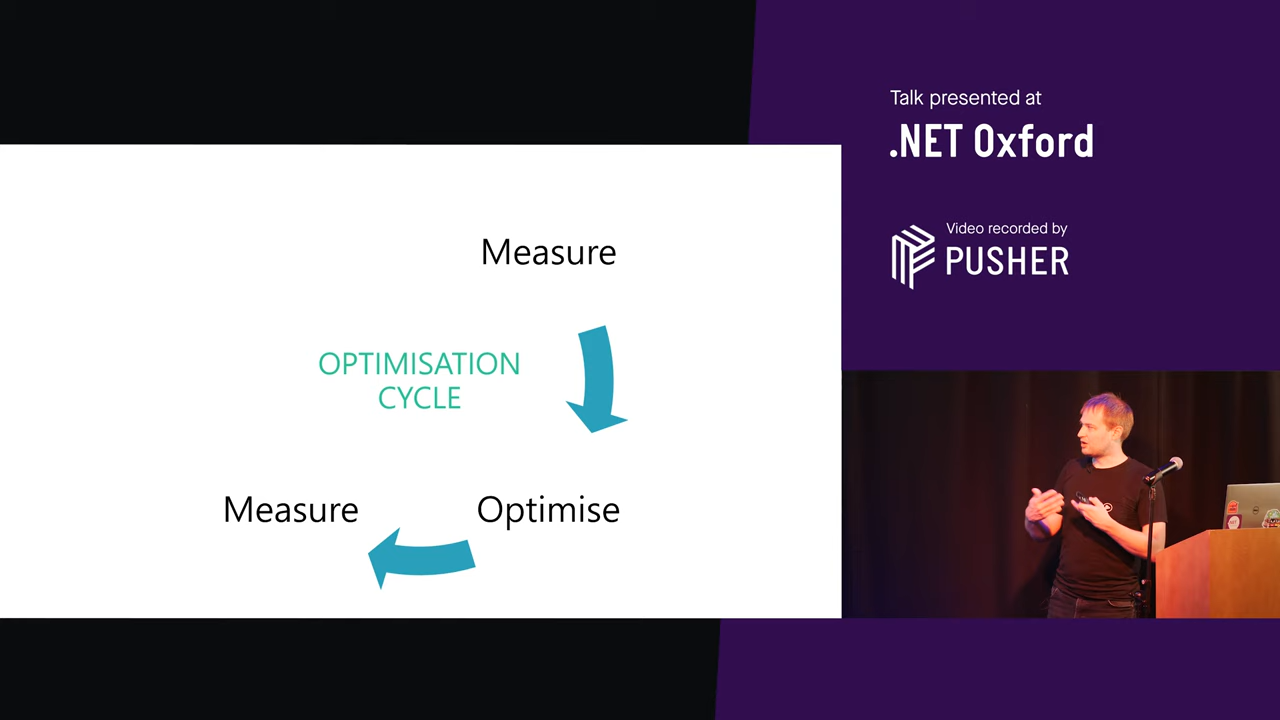 Talk presented at
.NET Oxford
Video recorded by
PUSHER
Measure
OPTIMISATION
CYCLE
Measure
Optimise